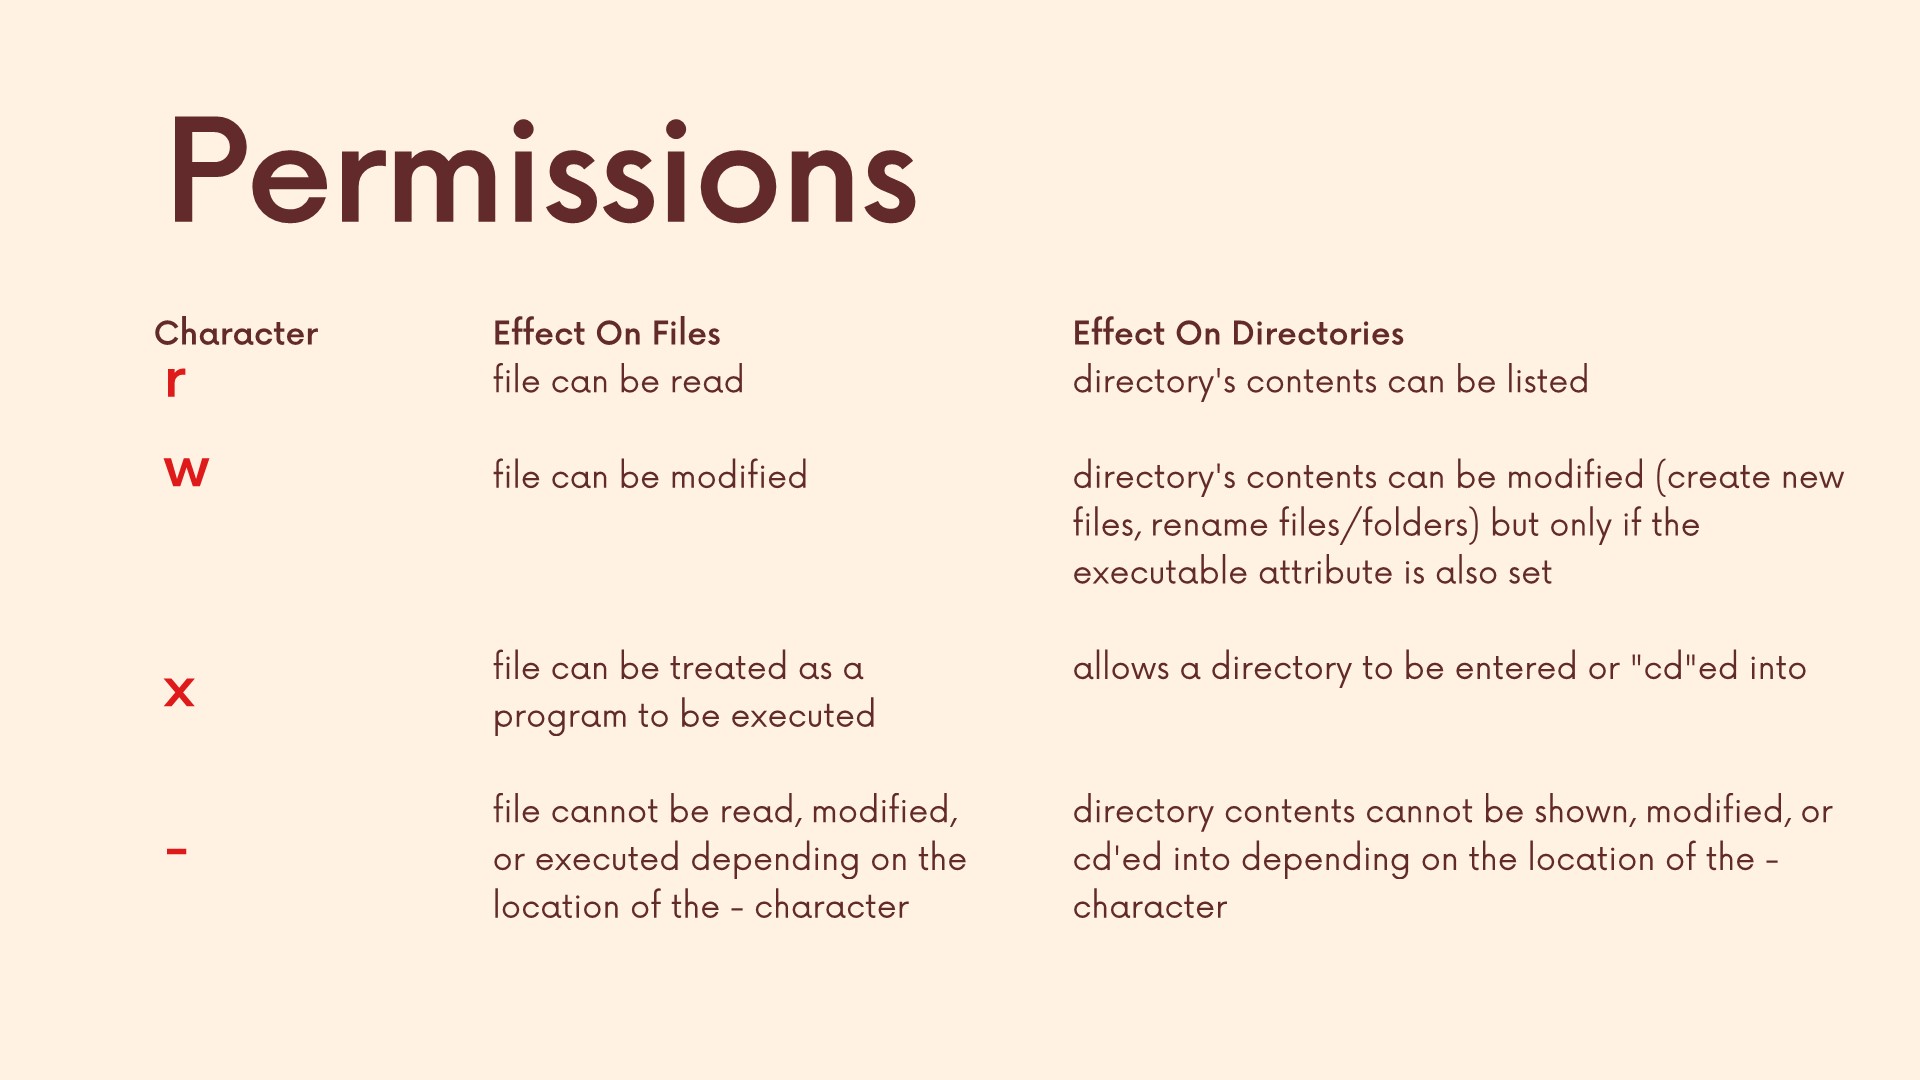 Permissions
Character Effect On Files Effect On Directories
r file can be read directory's contents can be listed
w file can be modified directory's contents can be modified (create new
files, rename files/folders) but only if the
executable attribute is also set
x file can be treated as a allows a directory to be entered or "cd"ed into
program to be executed
- file cannot be read, modified, directory contents cannot be shown, modified, or
or executed depending on the cd'ed into depending on the location of the -
location of the - character character